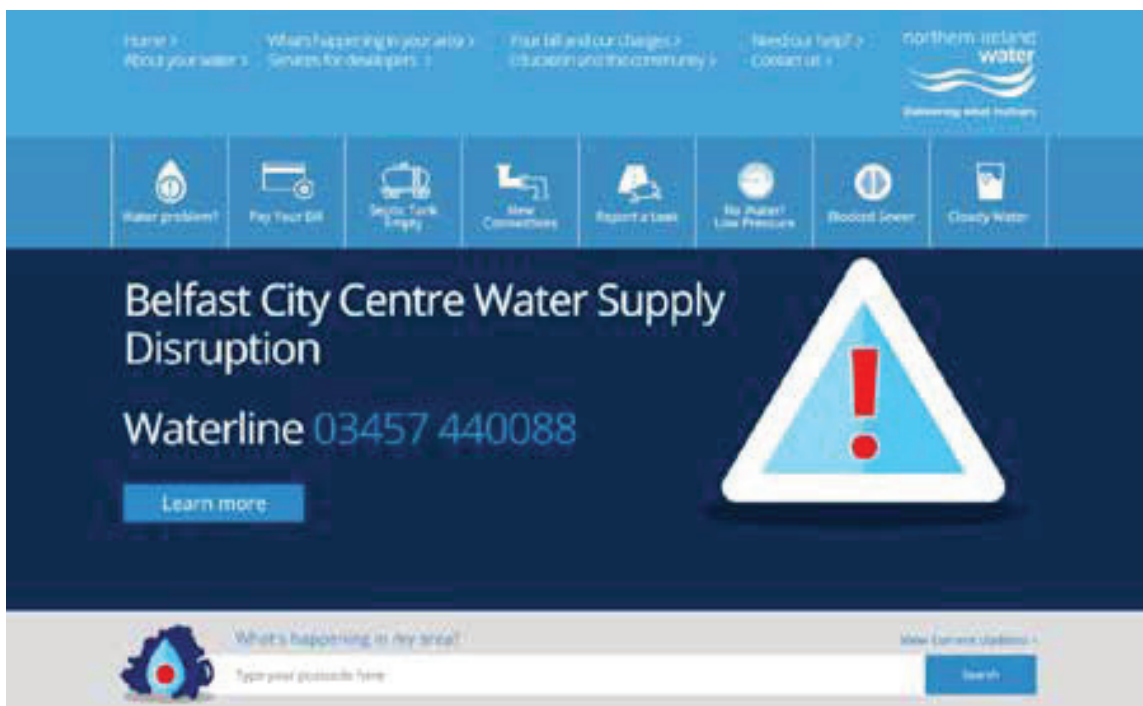 Home >
What's happening in your area >
Your bill and our charges >
Need our help? >
About your water >
Services for developers >
Education and the community >
Contact us >
northern ireland
water
Delivering what matters
Water problem?
Pay Your Bill
Septic Tank
Empty
New
Connections
Report a Leak
No Water?
Low Pressure
Blocked Sewer
Cloudy Water
Belfast City Centre Water Supply
Disruption
Waterline 03457 440088
Learn more
What's happening in my area?
View Current Updates >
Type your postcode here
Search